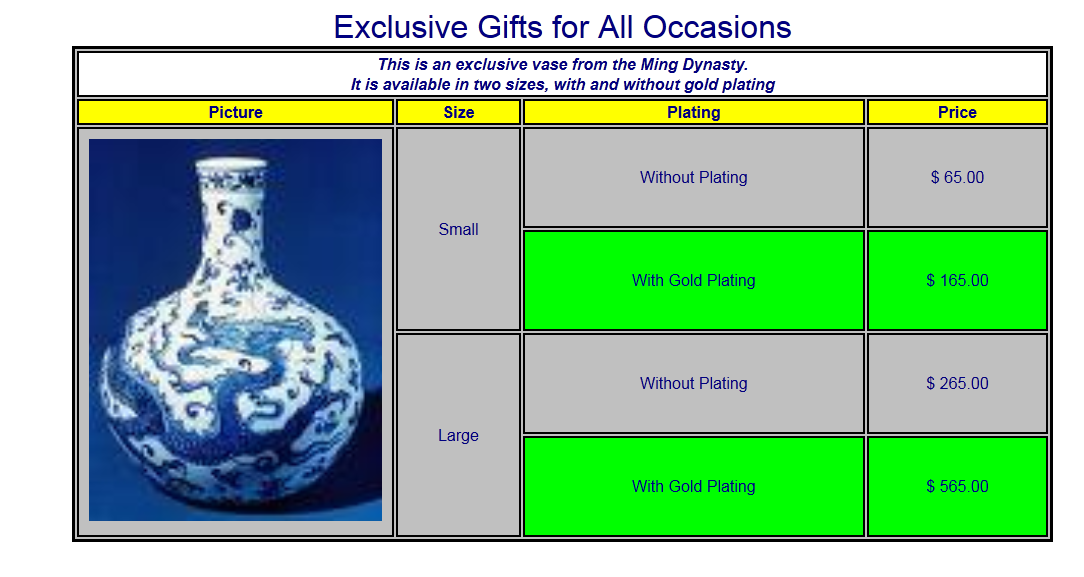 Exclusive Gifts for All Occasions
This is an exclusive vase from the Ming Dynasty.
It is available in two sizes, with and without gold plating
Picture Size Plating Price
Small Without Plating $ 65.00
With Gold Plating $ 165.00
Large Without Plating $ 265.00
With Gold Plating $ 565.00